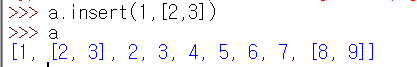 >>> a.insert(1,[2,3])
>>> a
[1, [2, 3], 2, 3, 4, 5, 6, 7, [8, 9]]